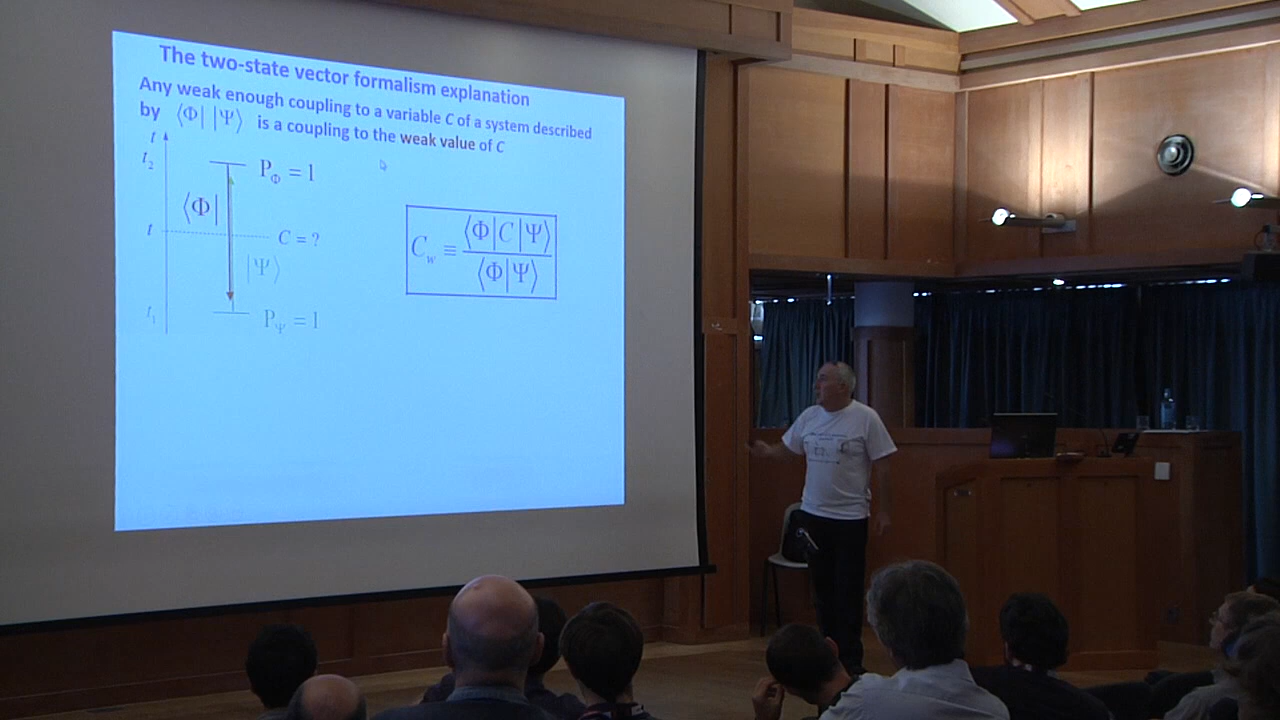 The two-state vector formalism explanation
Any weak enough coupling to a variable C of a system described
by ⟨Φ| |Ψ⟩ is a coupling to the weak value of C
t
t₂
P_Φ = 1
⟨Φ|
t
C = ?
|Ψ⟩
t₁
P_Ψ = 1
C_w ≡ ⟨Φ|C|Ψ⟩ / ⟨Φ|Ψ⟩